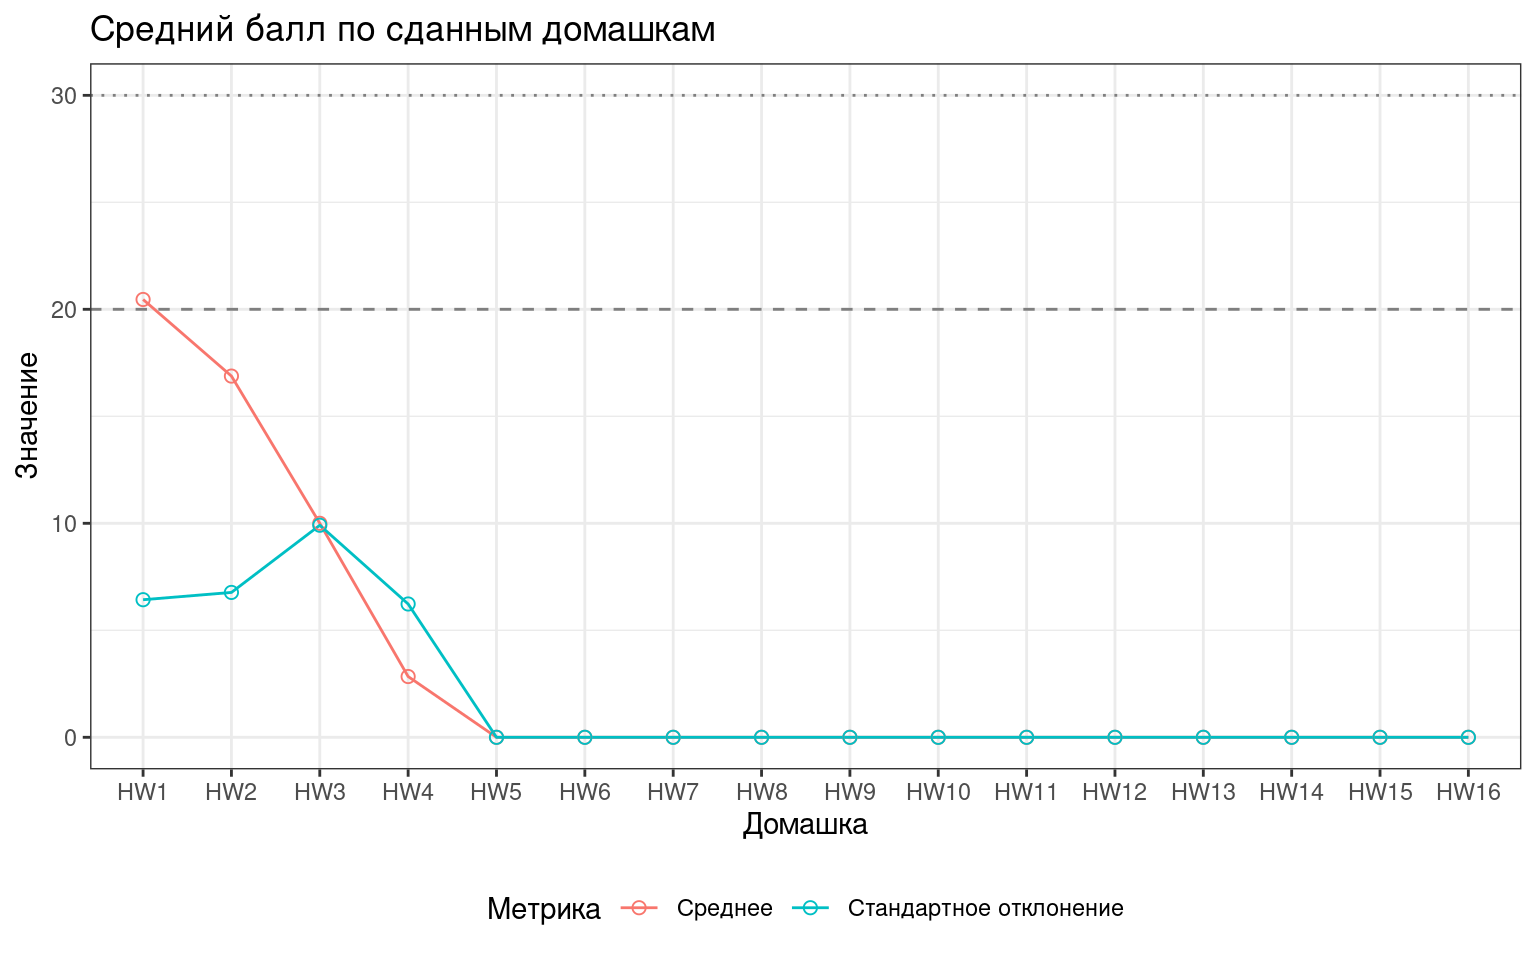 Средний балл по сданным домашкам
30
20
10
0
Значение
HW1 HW2 HW3 HW4 HW5 HW6 HW7 HW8 HW9 HW10 HW11 HW12 HW13 HW14 HW15 HW16
Домашка
Метрика Среднее Стандартное отклонение